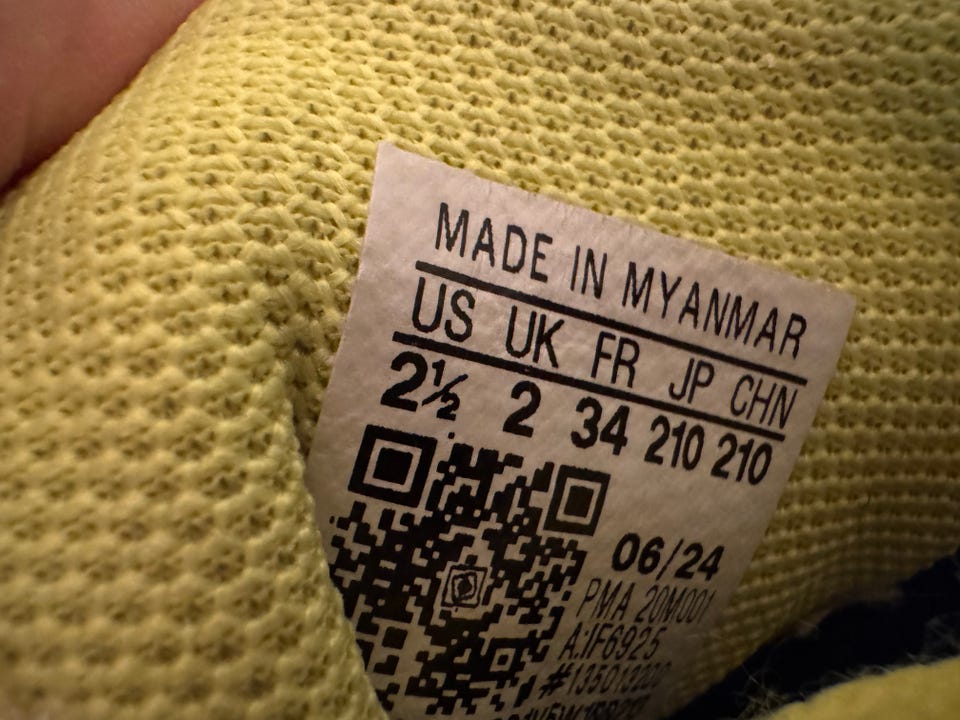 MADE IN MYANMAR
US UK FR JP CHN
2½ 2 34 210 210
06/24
PMA 20M001
A:IF6925